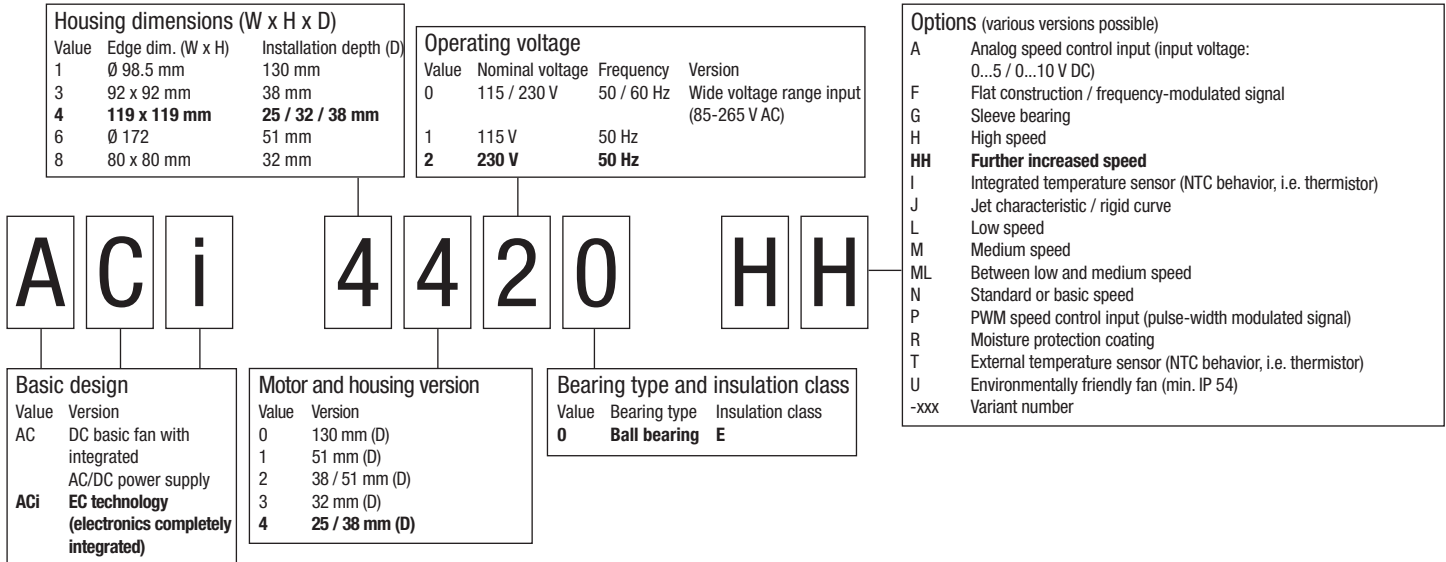 Housing dimensions (W x H x D)
Value Edge dim. (W x H) Installation depth (D)
1 Ø 98.5 mm 130 mm
3 92 x 92 mm 38 mm
4 119 x 119 mm 25 / 32 / 38 mm
6 Ø 172 51 mm
8 80 x 80 mm 32 mm
Operating voltage
Value Nominal voltage Frequency Version
0 115 / 230 V 50 / 60 Hz Wide voltage range input
(85-265 V AC)
1 115 V 50 Hz
2 230 V 50 Hz
Options (various versions possible)
A Analog speed control input (input voltage:
0...5 / 0...10 V DC)
F Flat construction / frequency-modulated signal
G Sleeve bearing
H High speed
HH Further increased speed
I Integrated temperature sensor (NTC behavior, i.e. thermistor)
J Jet characteristic / rigid curve
L Low speed
M Medium speed
ML Between low and medium speed
N Standard or basic speed
P PWM speed control input (pulse-width modulated signal)
R Moisture protection coating
T External temperature sensor (NTC behavior, i.e. thermistor)
U Environmentally friendly fan (min. IP 54)
-xxx Variant number
A C i 4 4 2 0 H H
Basic design
Value Version
AC DC basic fan with
integrated
AC/DC power supply
ACi EC technology
(electronics completely
integrated)
Motor and housing version
Value Version
0 130 mm (D)
1 51 mm (D)
2 38 / 51 mm (D)
3 32 mm (D)
4 25 / 38 mm (D)
Bearing type and insulation class
Value Bearing type Insulation class
0 Ball bearing E